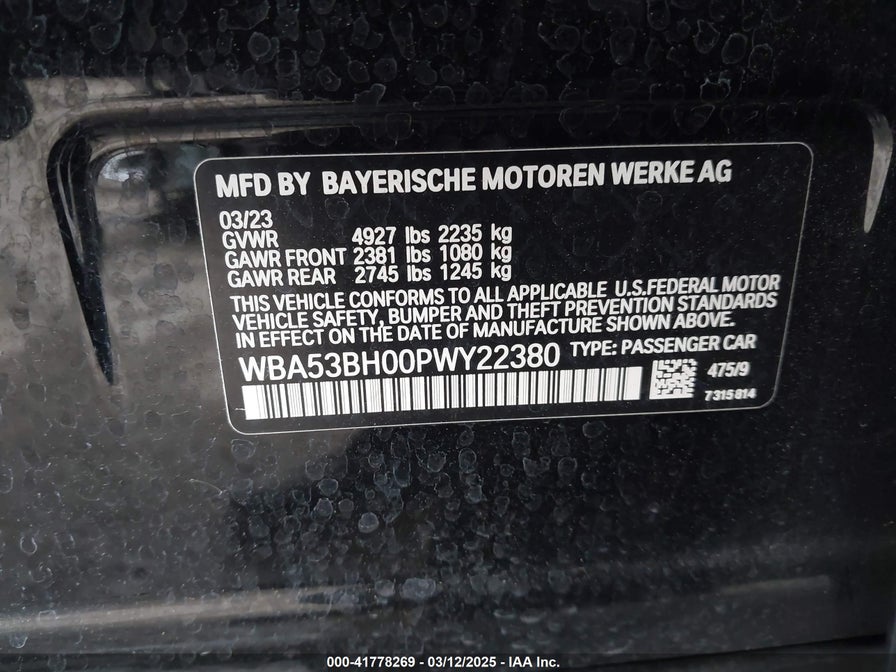 MFD BY BAYERISCHE MOTOREN WERKE AG
03/23
GVWR 4927 lbs 2235 kg
GAWR FRONT 2381 lbs 1080 kg
GAWR REAR 2745 lbs 1245 kg
THIS VEHICLE CONFORMS TO ALL APPLICABLE U.S.FEDERAL MOTOR
VEHICLE SAFETY, BUMPER AND THEFT PREVENTION STANDARDS
IN EFFECT ON THE DATE OF MANUFACTURE SHOWN ABOVE.
WBA53BH00PWY22380 TYPE: PASSENGER CAR
475/9
7315814
000-41778269 - 03/12/2025 - IAA Inc.